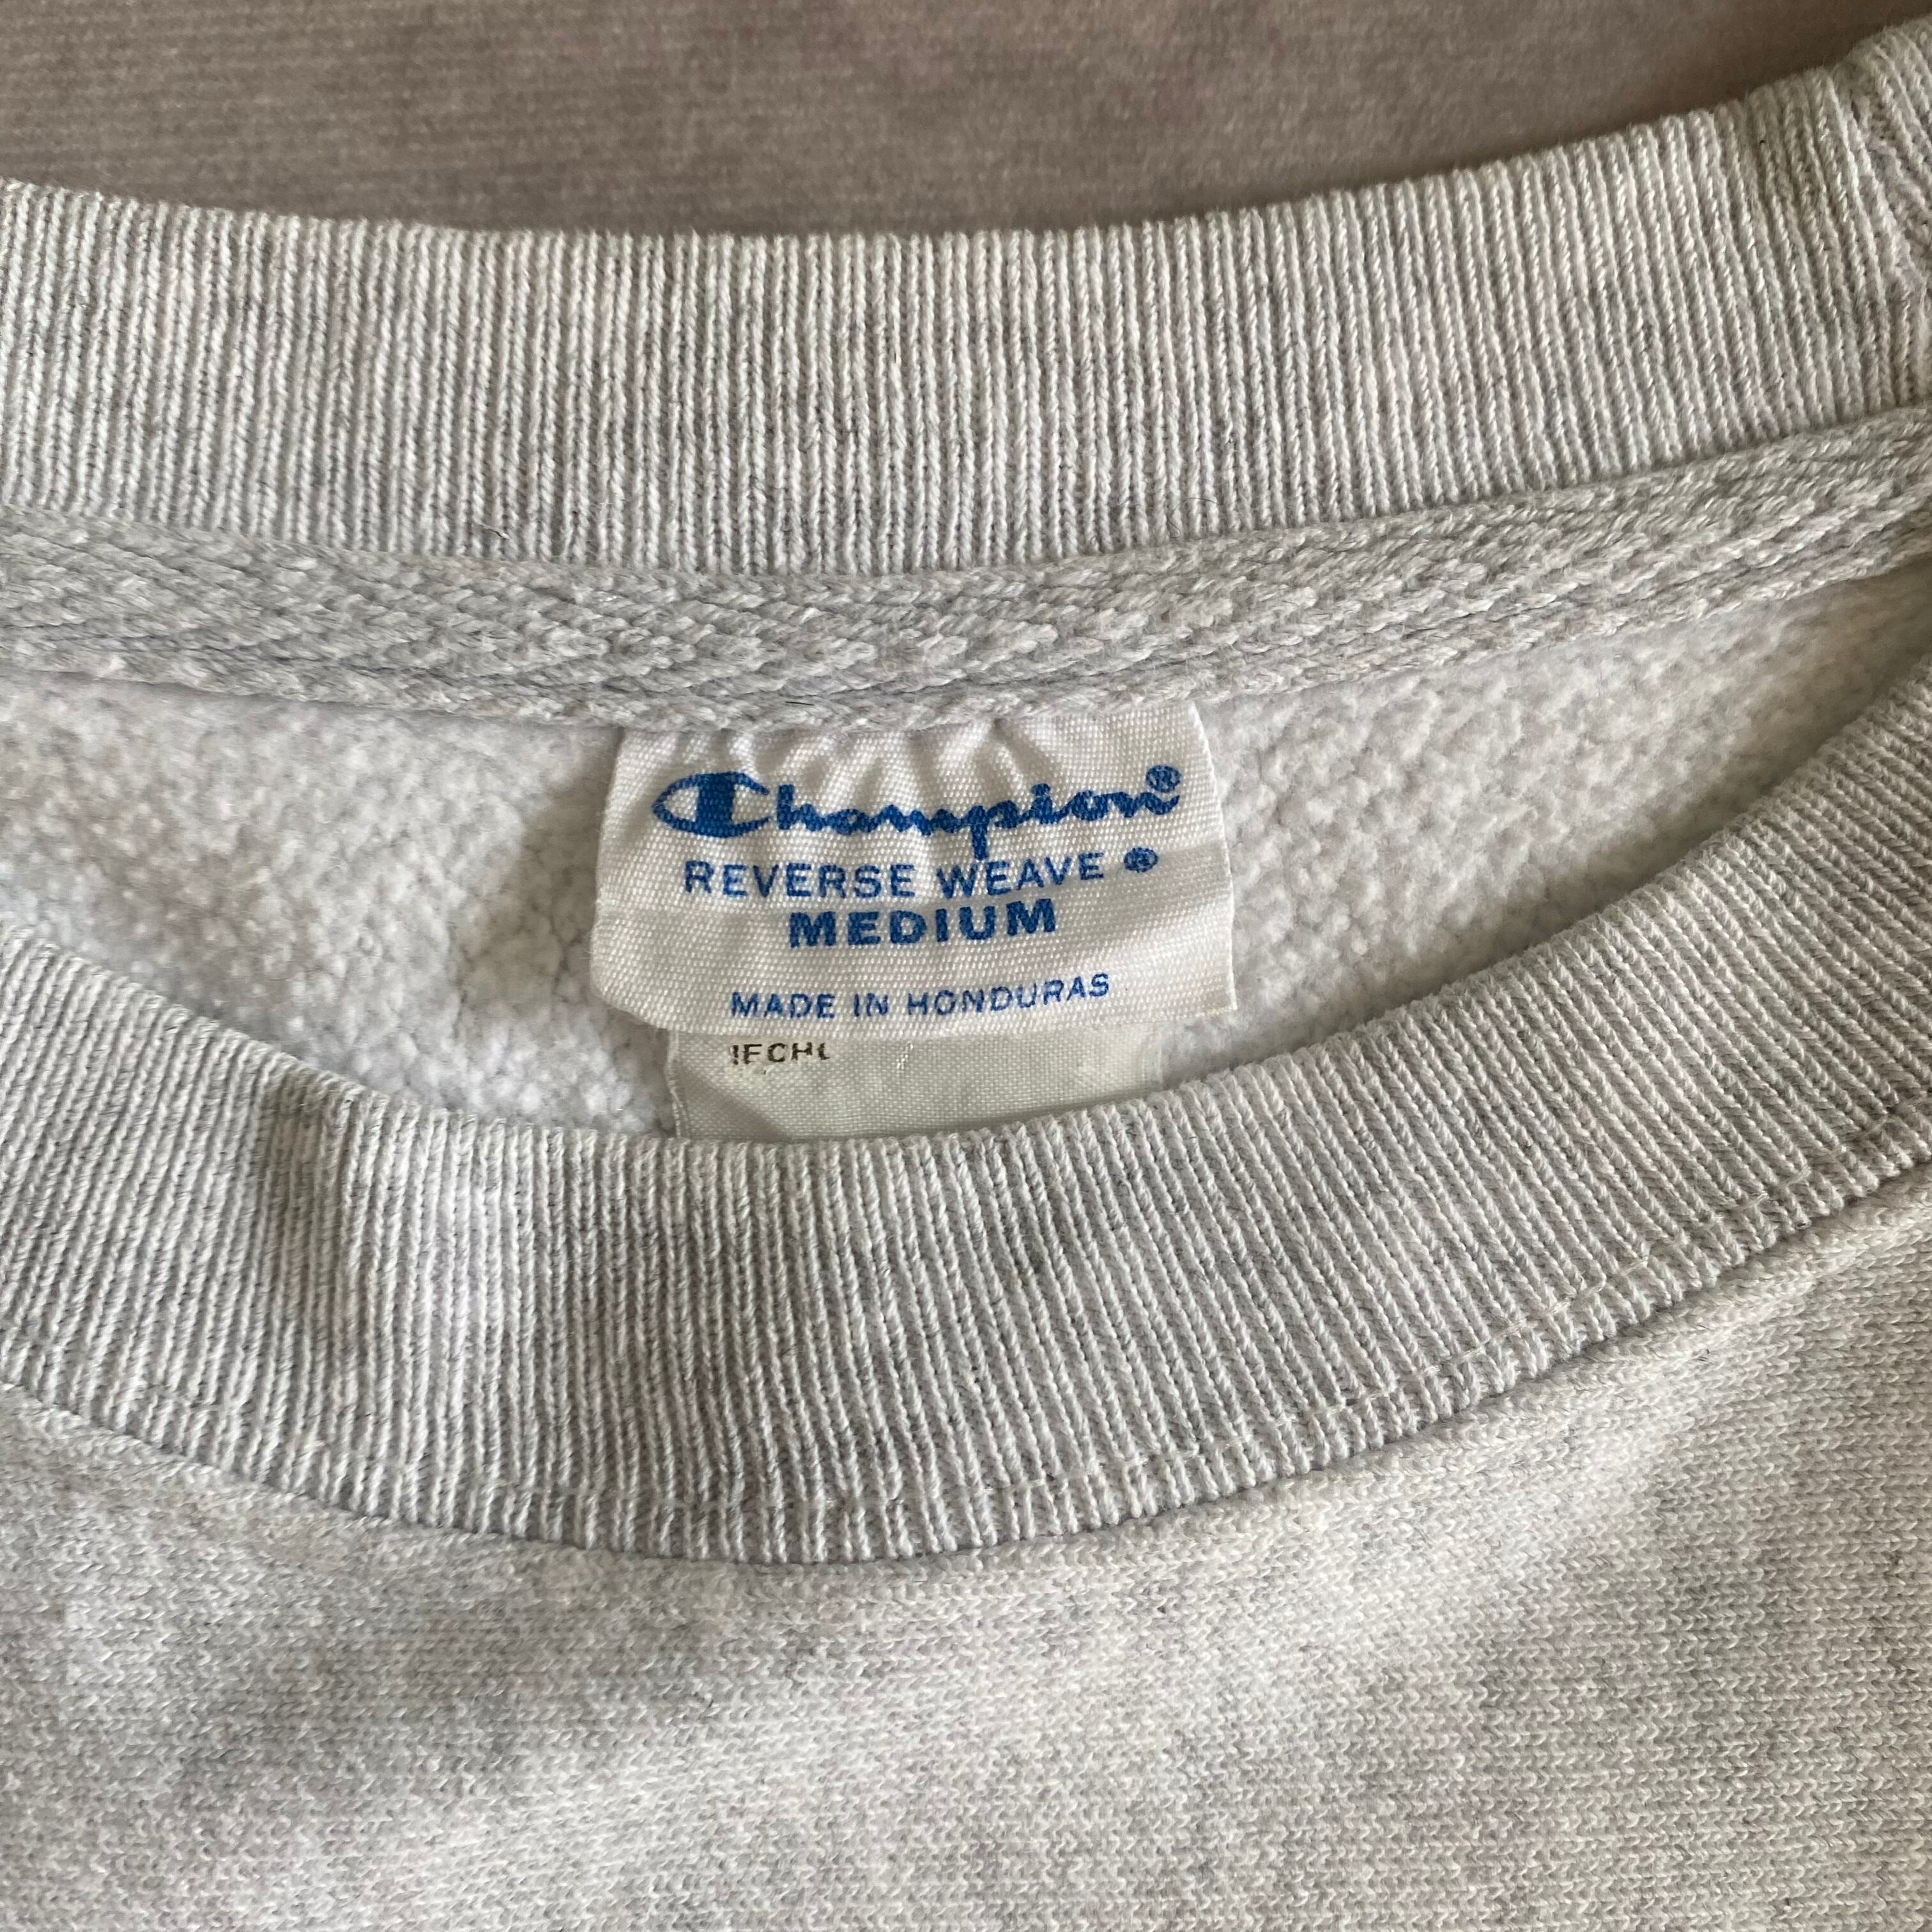 Champion®
REVERSE WEAVE ®
MEDIUM
MADE IN HONDURAS